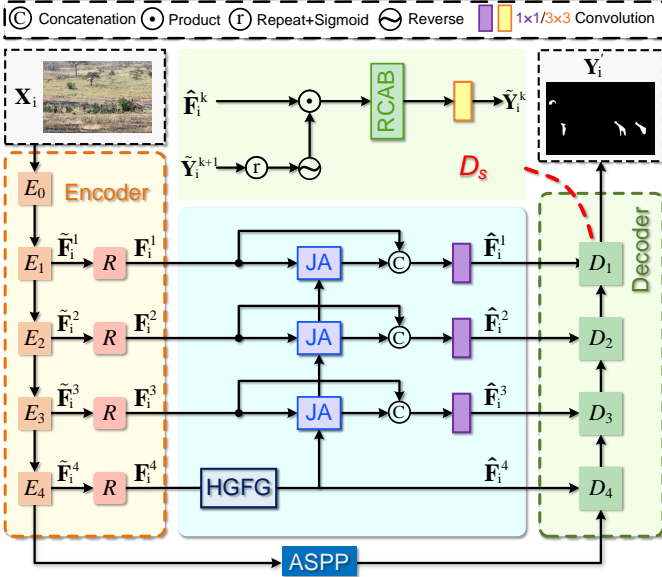 Ⓒ Concatenation ⊙ Product ⓡ Repeat+Sigmoid Reverse 1×1/3×3 Convolution
X_i
F̂_i^k
RCAB
Ỹ_i^k
Ỹ_i^{k+1}
r
D_s
Y_i'
Encoder
E_0
Decoder
E_1 F̃_i^1 R F_i^1 JA C F̂_i^1 D_1
E_2 F̃_i^2 R F_i^2 JA C F̂_i^2 D_2
E_3 F̃_i^3 R F_i^3 JA C F̂_i^3 D_3
E_4 F̃_i^4 R F_i^4 HGFG F̂_i^4 D_4
ASPP